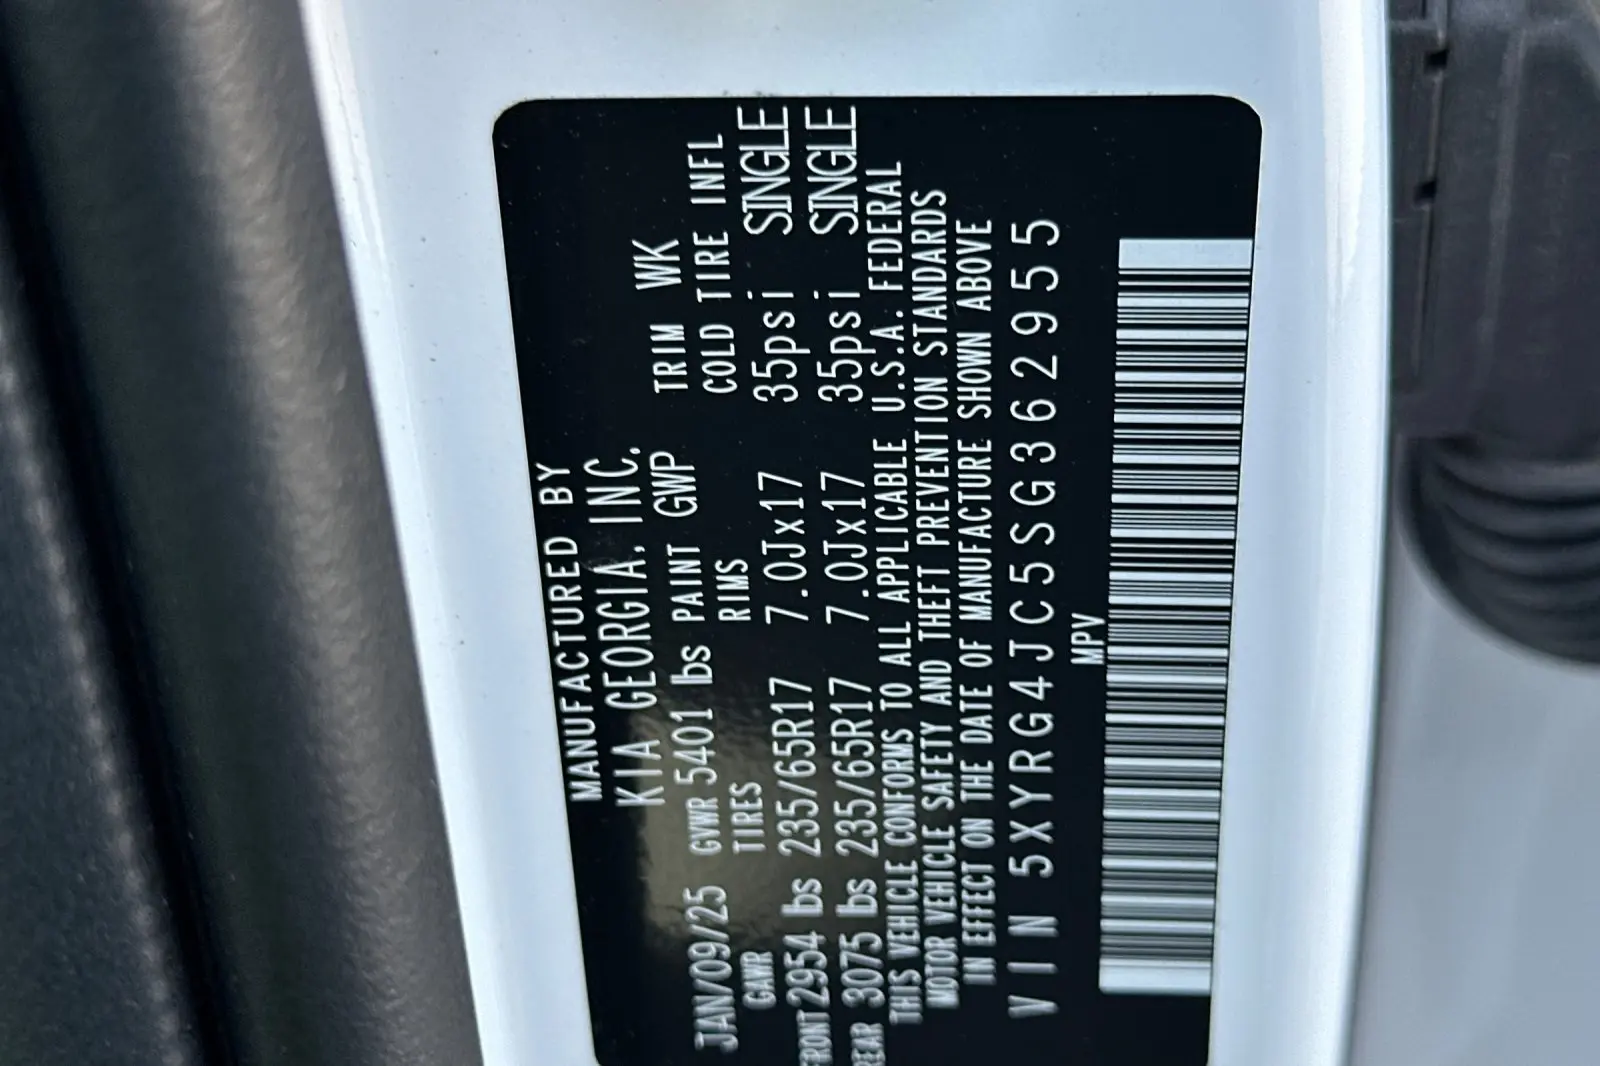 MANUFACTURED BY
KIA GEORGIA, INC.
JAN/09/25 GVWR 5401 lbs PAINT GWP TRIM WK
GAWR TIRES RIMS COLD TIRE INFL
FRONT 2954 lbs 235/65R17 7.0Jx17 35psi SINGLE
REAR 3075 lbs 235/65R17 7.0Jx17 35psi SINGLE
THIS VEHICLE CONFORMS TO ALL APPLICABLE U.S.A. FEDERAL
MOTOR VEHICLE SAFETY AND THEFT PREVENTION STANDARDS
IN EFFECT ON THE DATE OF MANUFACTURE SHOWN ABOVE
VIN 5XYRG4JC5SG362955
MPV